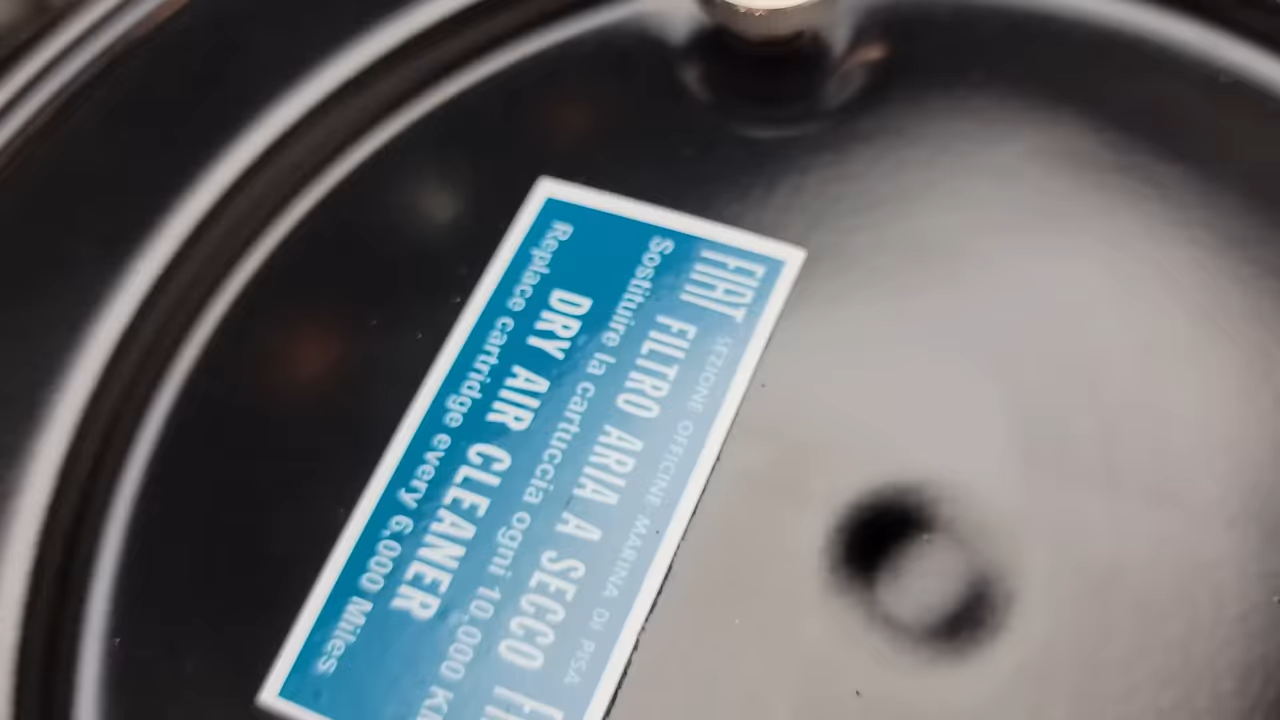 FIAT SEZIONE OFFICINE MARINA DI PISA
FILTRO ARIA A SECCO
Sostituire la cartuccia ogni 10,000
DRY AIR CLEANER
Replace cartridge every 6,000 Miles